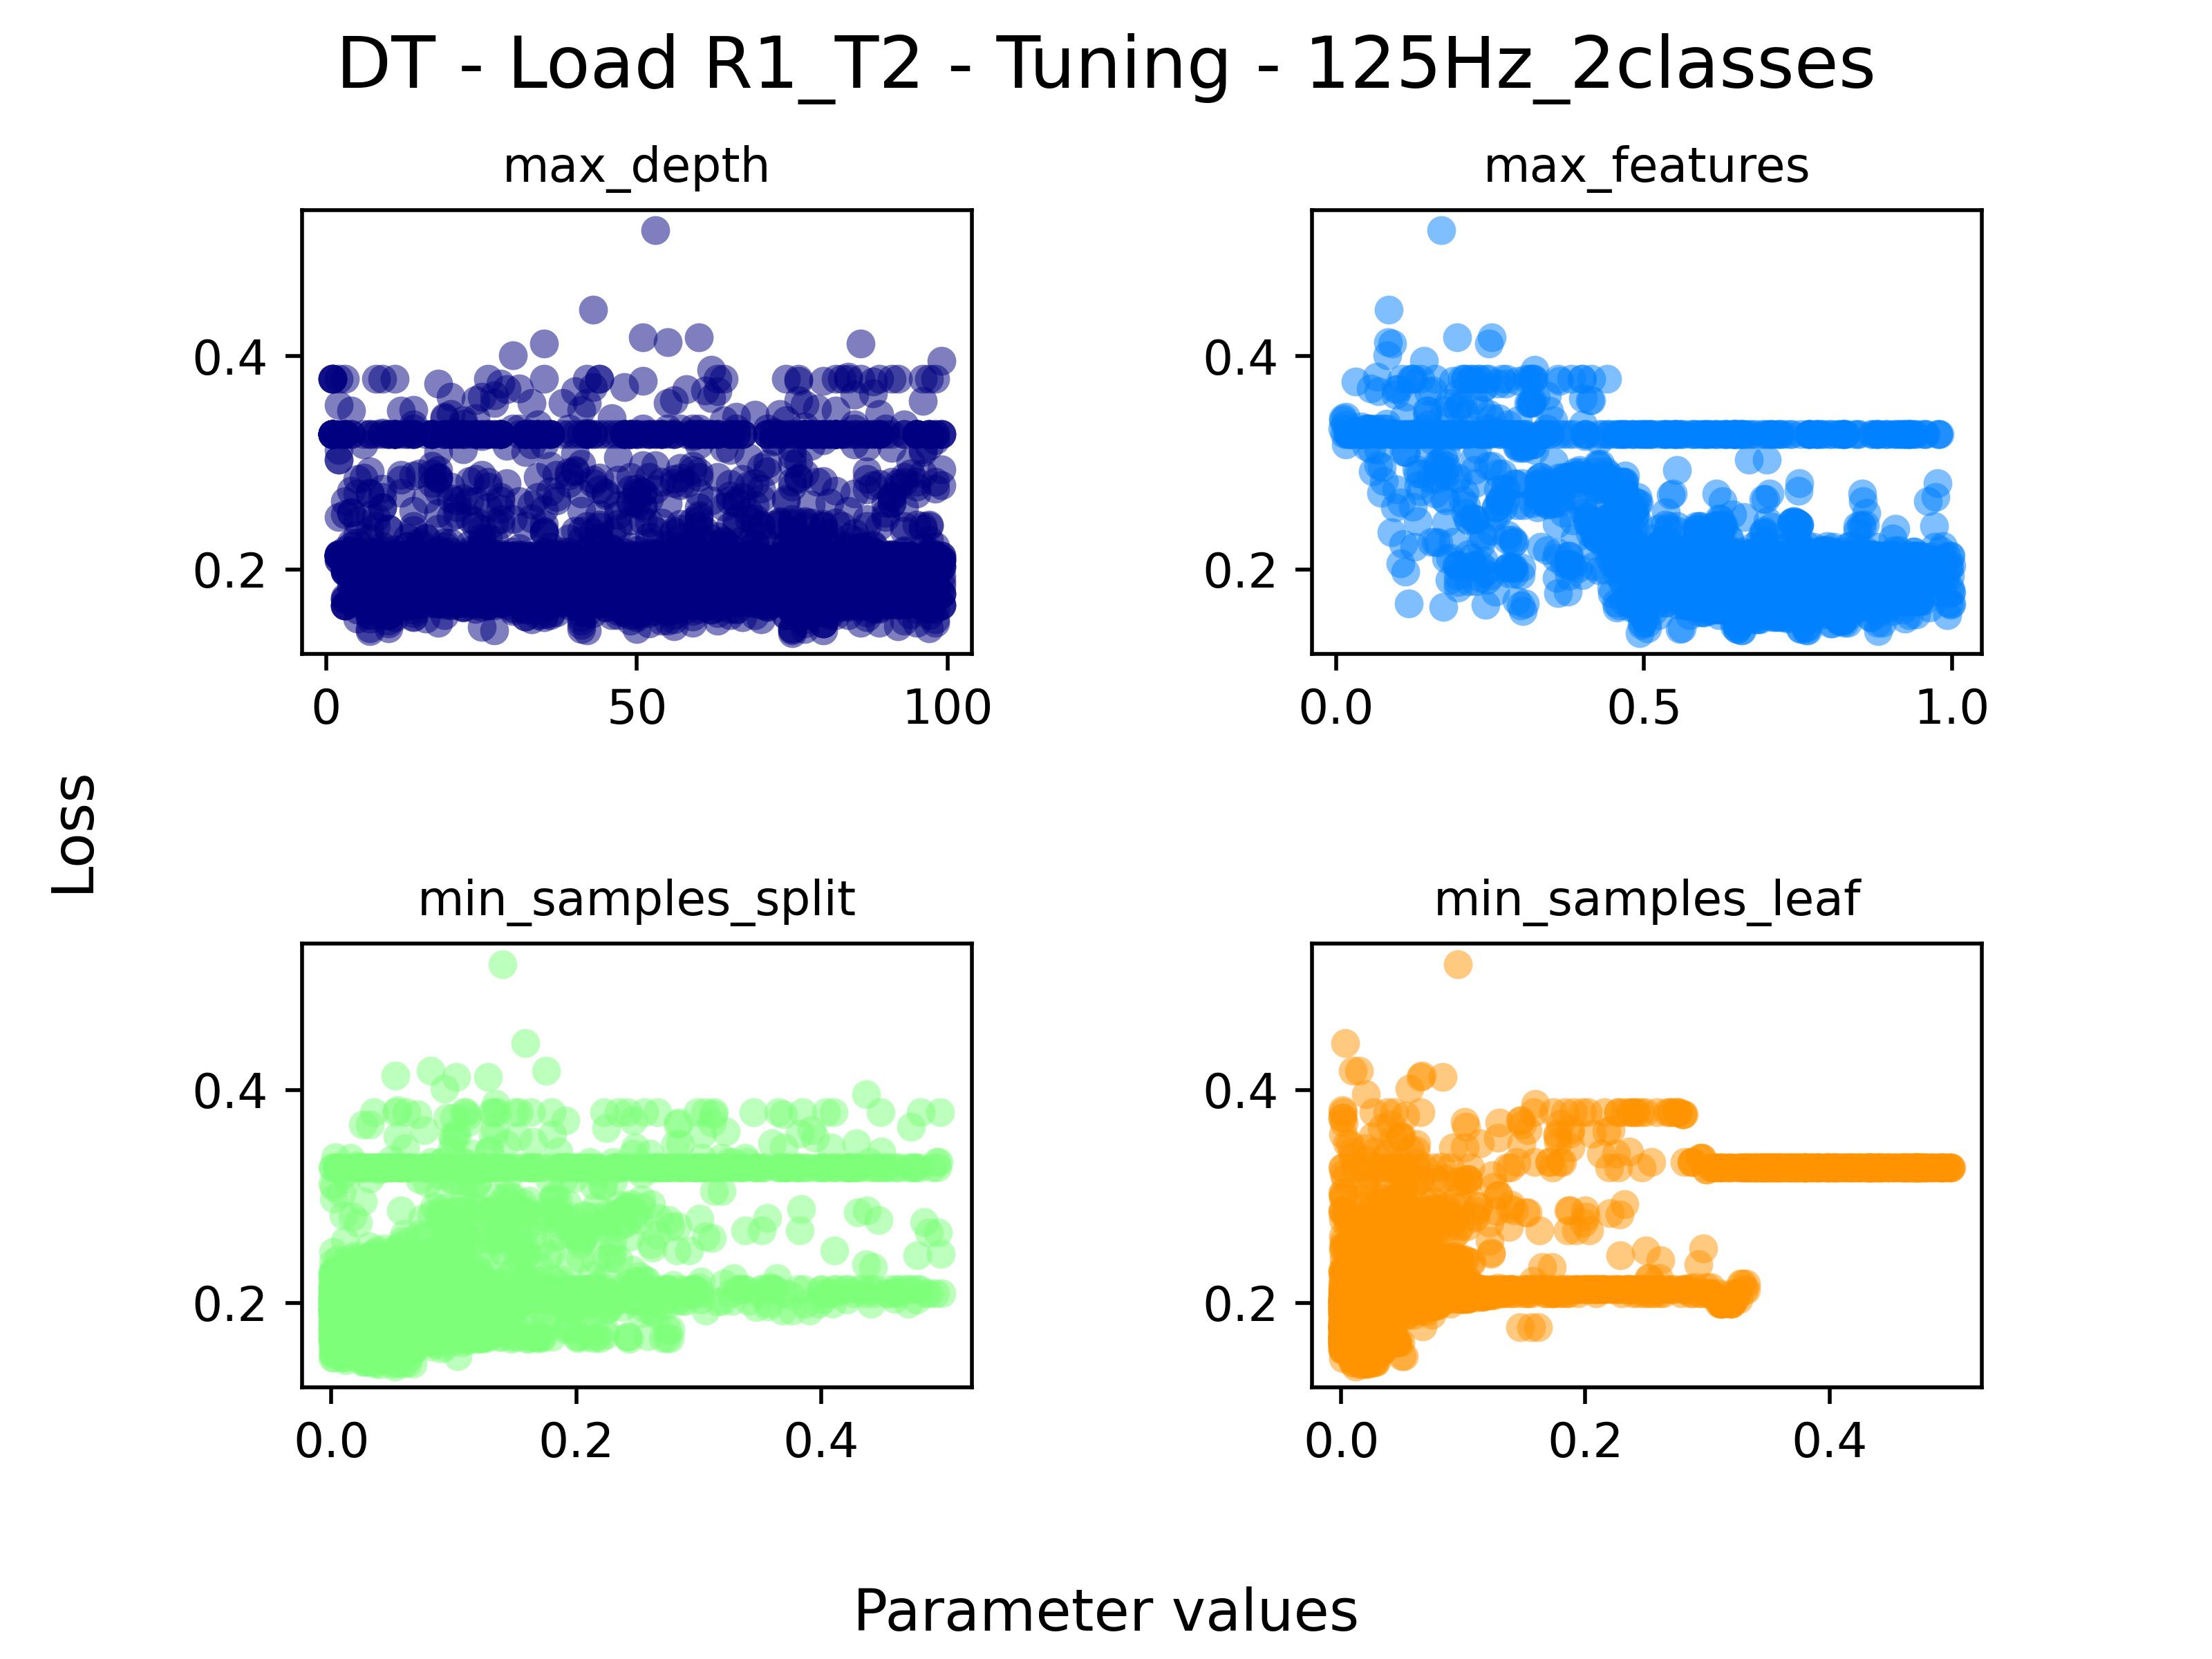 DT - Load R1_T2 - Tuning - 125Hz_2classes
max_depth
max_features
0.4
0.2
0
50
100
0.4
0.2
0.0
0.5
1.0
Loss
min_samples_split
min_samples_leaf
0.4
0.2
0.0
0.2
0.4
0.4
0.2
0.0
0.2
0.4
Parameter values